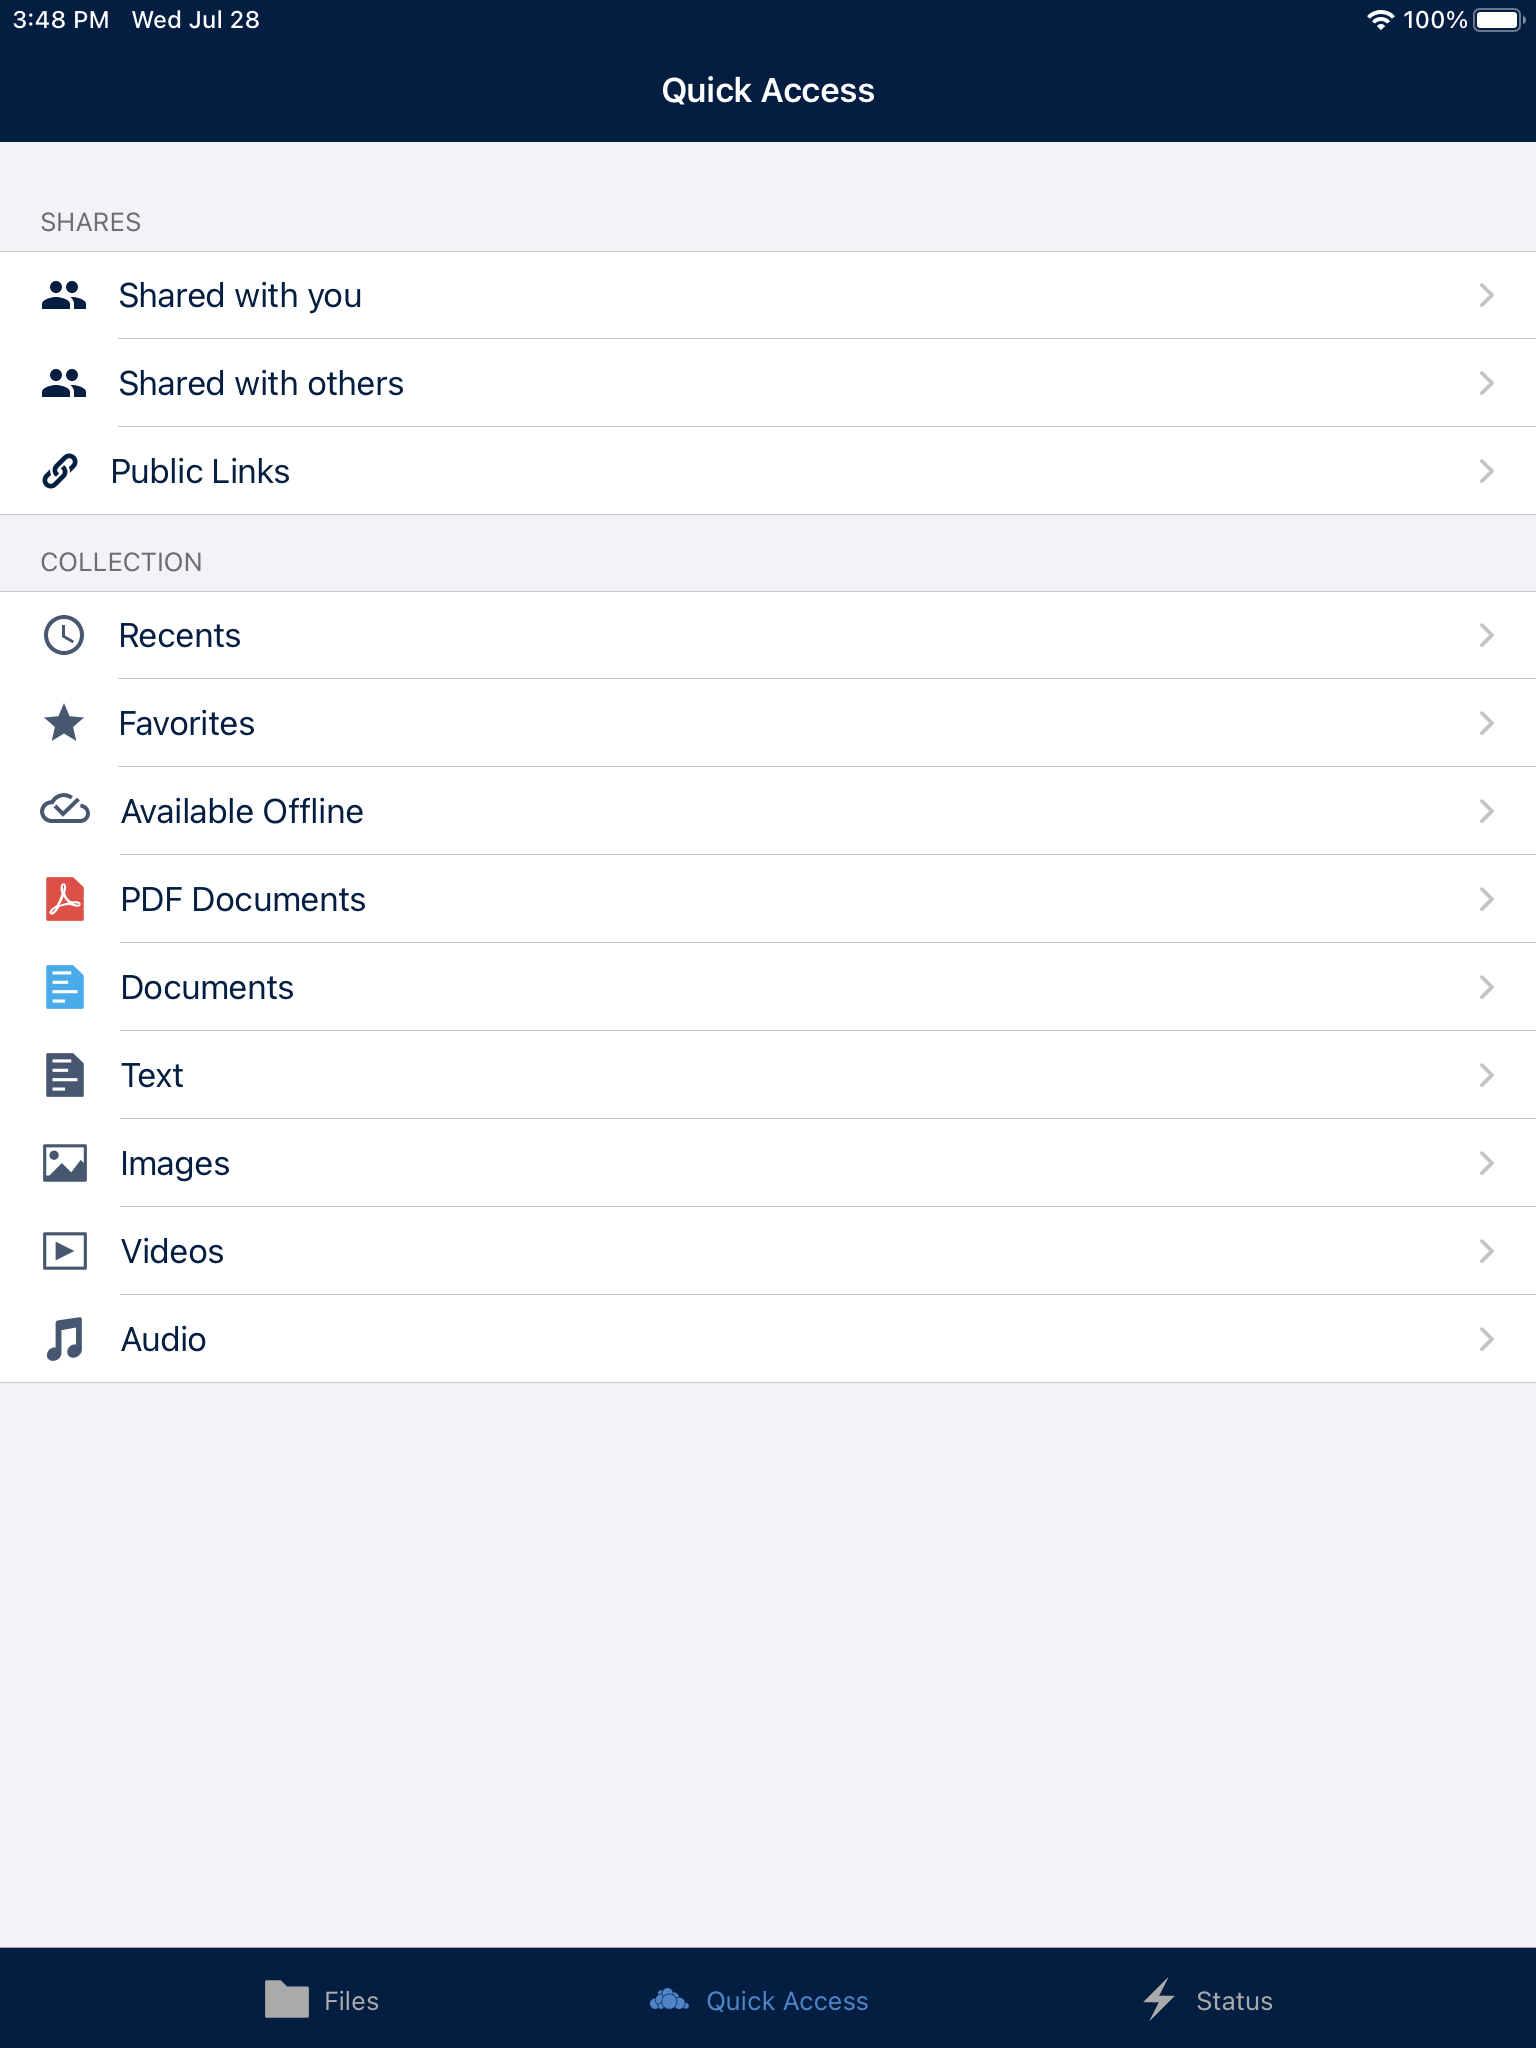 3:48 PM Wed Jul 28 100%
Quick Access
SHARES
Shared with you
Shared with others
Public Links
COLLECTION
Recents
Favorites
Available Offline
PDF Documents
Documents
Text
Images
Videos
Audio
Files Quick Access Status